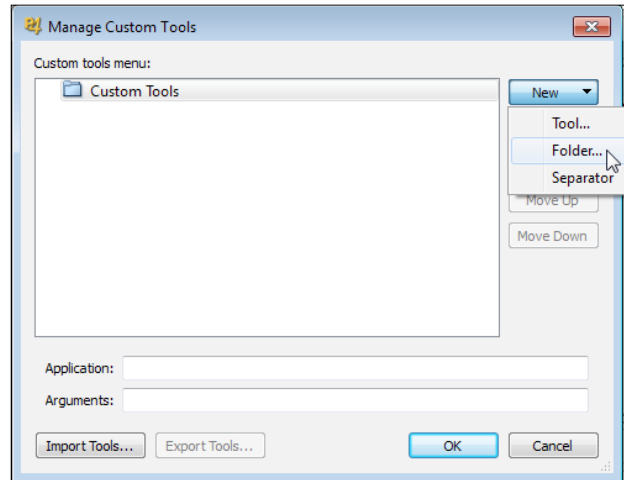 Manage Custom Tools
Custom tools menu:
Custom Tools
New
Tool...
Folder...
Separator
Move Up
Move Down
Application:
Arguments:
Import Tools...
Export Tools...
OK
Cancel